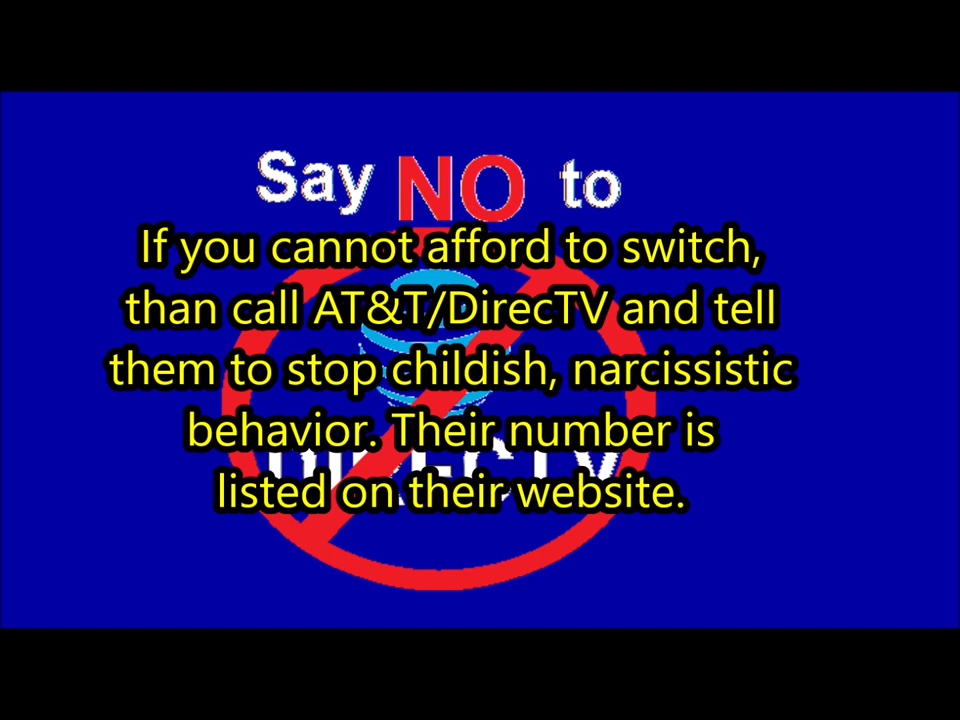 Say NO to
If you cannot afford to switch,
than call AT&T/DirecTV and tell
them to stop childish, narcissistic
behavior. Their number is
DIRECTV
listed on their website.